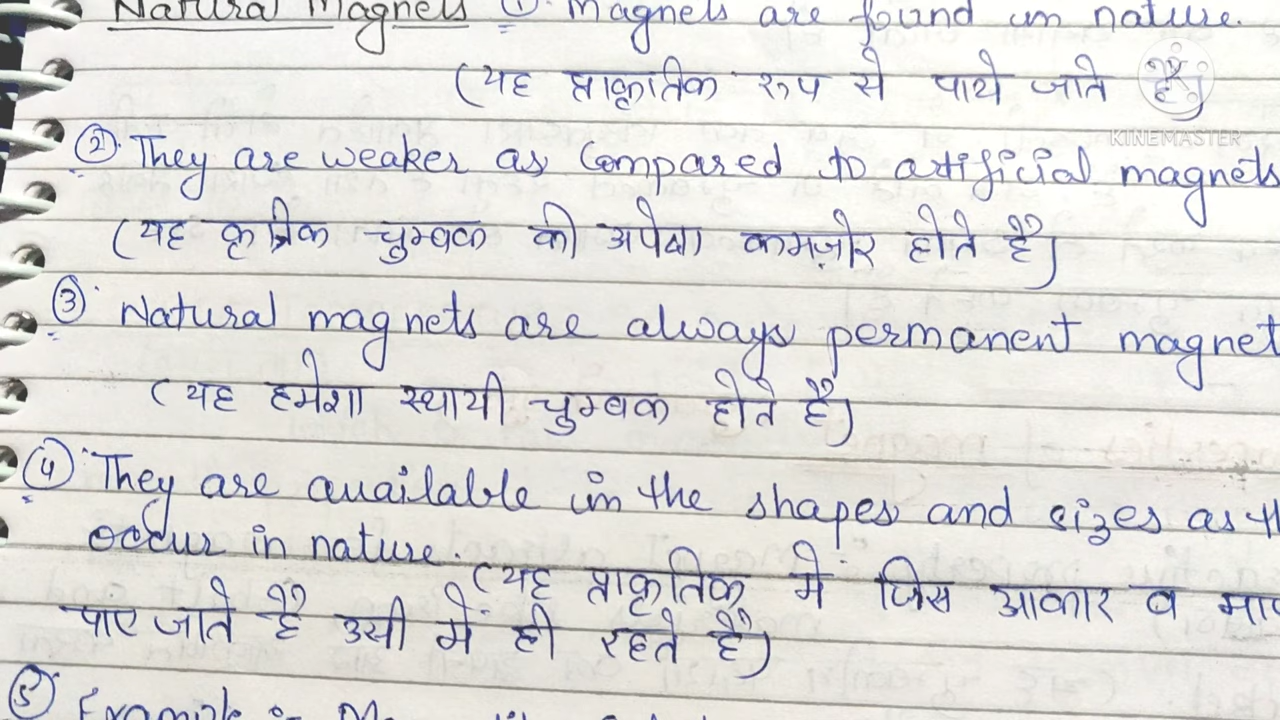 Natural Magnets ① Magnets are found in nature.
(यह प्राकृतिक रूप से पाये जाते है)
KINEMASTER
② They are weaker as Compared to artificial magnets
(यह कृत्रिक चुम्बक की अपेक्षा कमज़ोर होते है)
③ Natural magnets are always permanent magnet
(यह हमेशा स्थायी चुम्बक होते है)
④ They are available in the shapes and sizes as
occur in nature. (यह प्राकृतिक में जिस आकार व
पाए जाते है उसी में ही रहते है)
⑤ Example :-